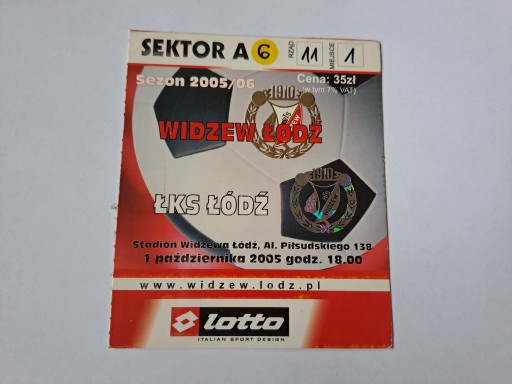 SEKTOR A 6 RZĄD 11 MIEJSCE 1
Sezon 2005/06
Cena: 35zł
(w tym 7% VAT)
1910
WIDZEW ŁÓDŹ
ŁKS ŁÓDŹ
1910
Stadion Widzewa Łódź, Al. Piłsudskiego 138
1 października 2005 godz. 18.00
www.widzew.lodz.pl
lotto
ITALIAN SPORT DESIGN